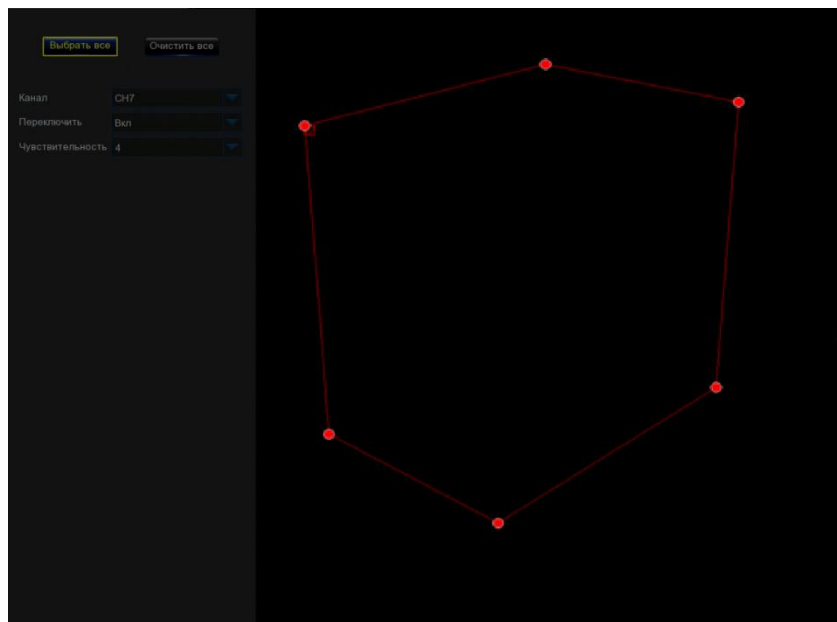 Выбрать все Очистить все
Канал CH7
Переключить Вкл
Чувствительность 4